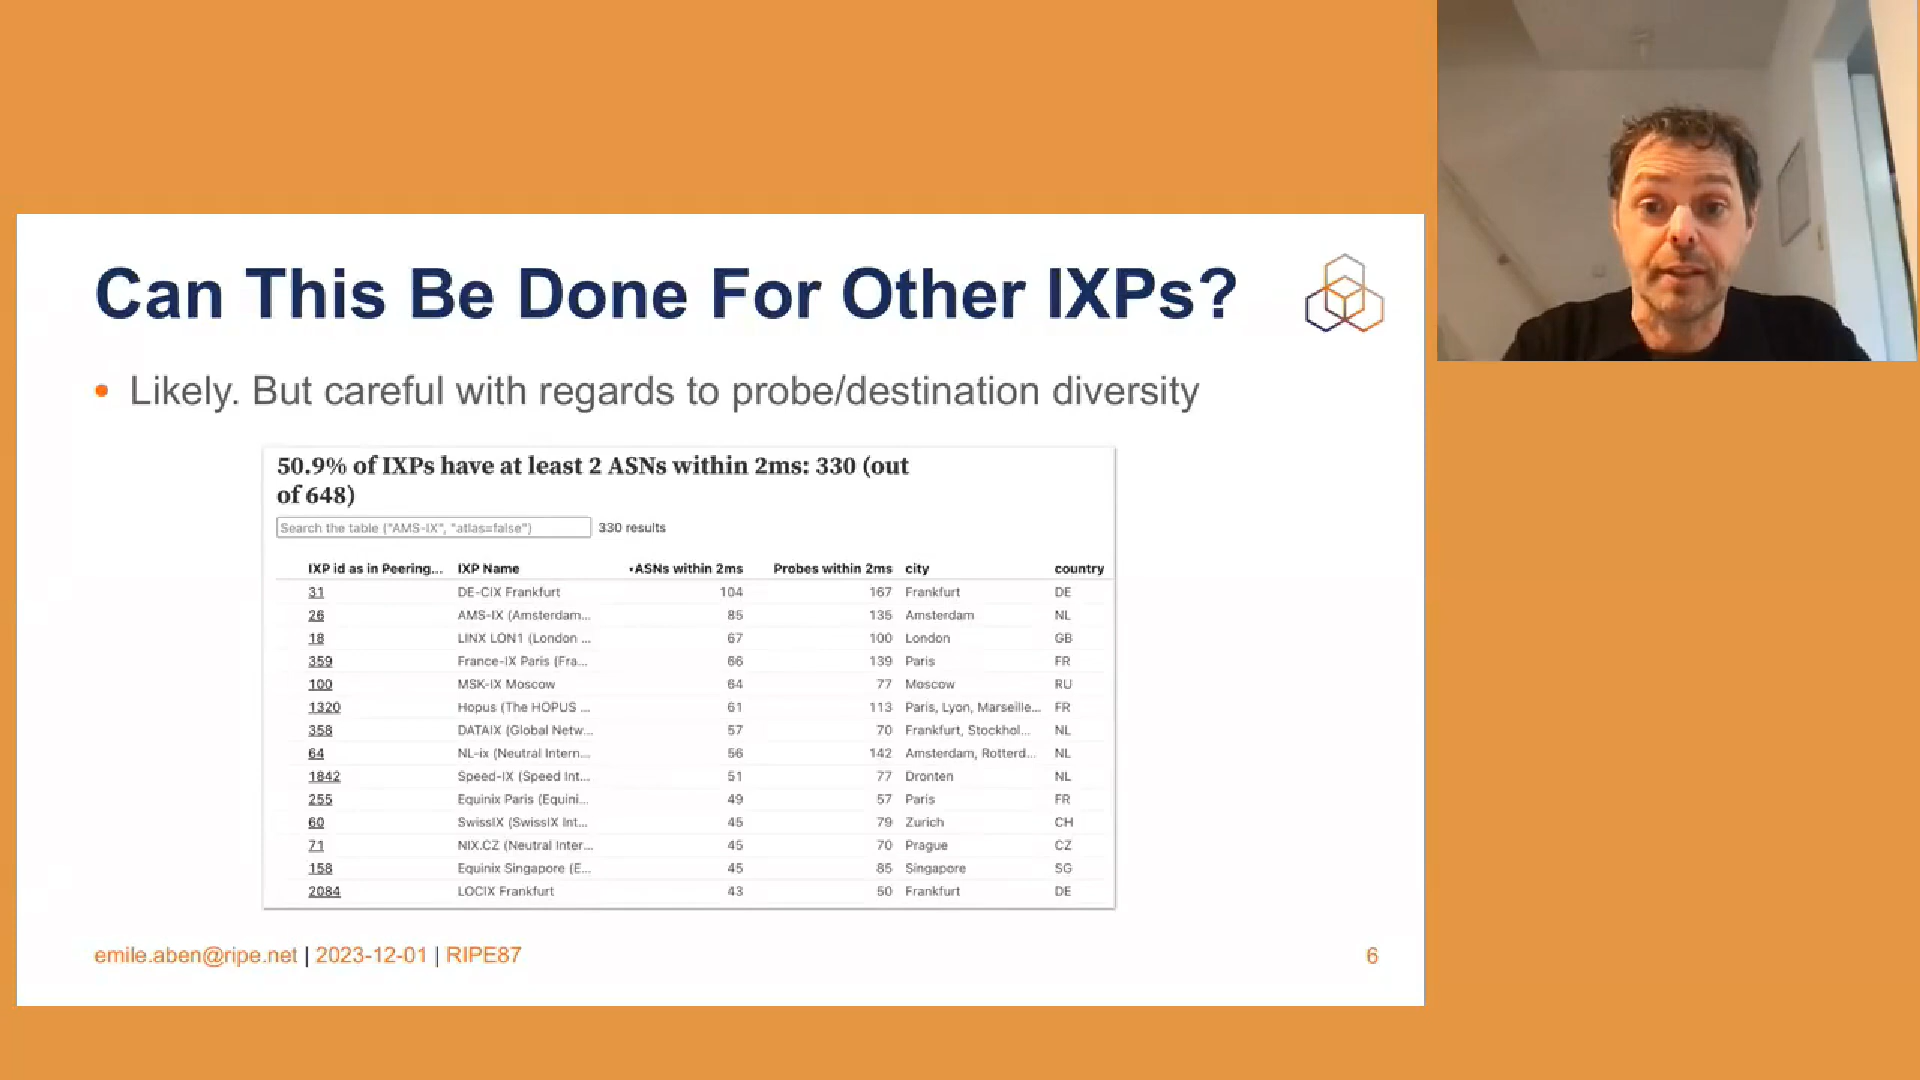 Can This Be Done For Other IXPs?
• Likely. But careful with regards to probe/destination diversity
50.9% of IXPs have at least 2 ASNs within 2ms: 330 (out
of 648)
Search the table ("AMS-IX", "atlas=false") 330 results
IXP id as in Peering... IXP Name ▾ASNs within 2ms Probes within 2ms city country
31 DE-CIX Frankfurt 104 167 Frankfurt DE
26 AMS-IX (Amsterdam... 85 135 Amsterdam NL
18 LINX LON1 (London ... 67 100 London GB
359 France-IX Paris (Fra... 66 139 Paris FR
100 MSK-IX Moscow 64 77 Moscow RU
1320 Hopus (The HOPUS ... 61 113 Paris, Lyon, Marseille... FR
358 DATAIX (Global Netw... 57 70 Frankfurt, Stockhol... NL
64 NL-ix (Neutral Intern... 56 142 Amsterdam, Rotterd... NL
1842 Speed-IX (Speed Int... 51 77 Dronten NL
255 Equinix Paris (Equini... 49 57 Paris FR
60 SwissIX (SwissIX Int... 45 79 Zurich CH
71 NIX.CZ (Neutral Inter... 45 70 Prague CZ
158 Equinix Singapore (E... 45 85 Singapore SG
2084 LOCIX Frankfurt 43 50 Frankfurt DE
emile.aben@ripe.net | 2023-12-01 | RIPE87 6